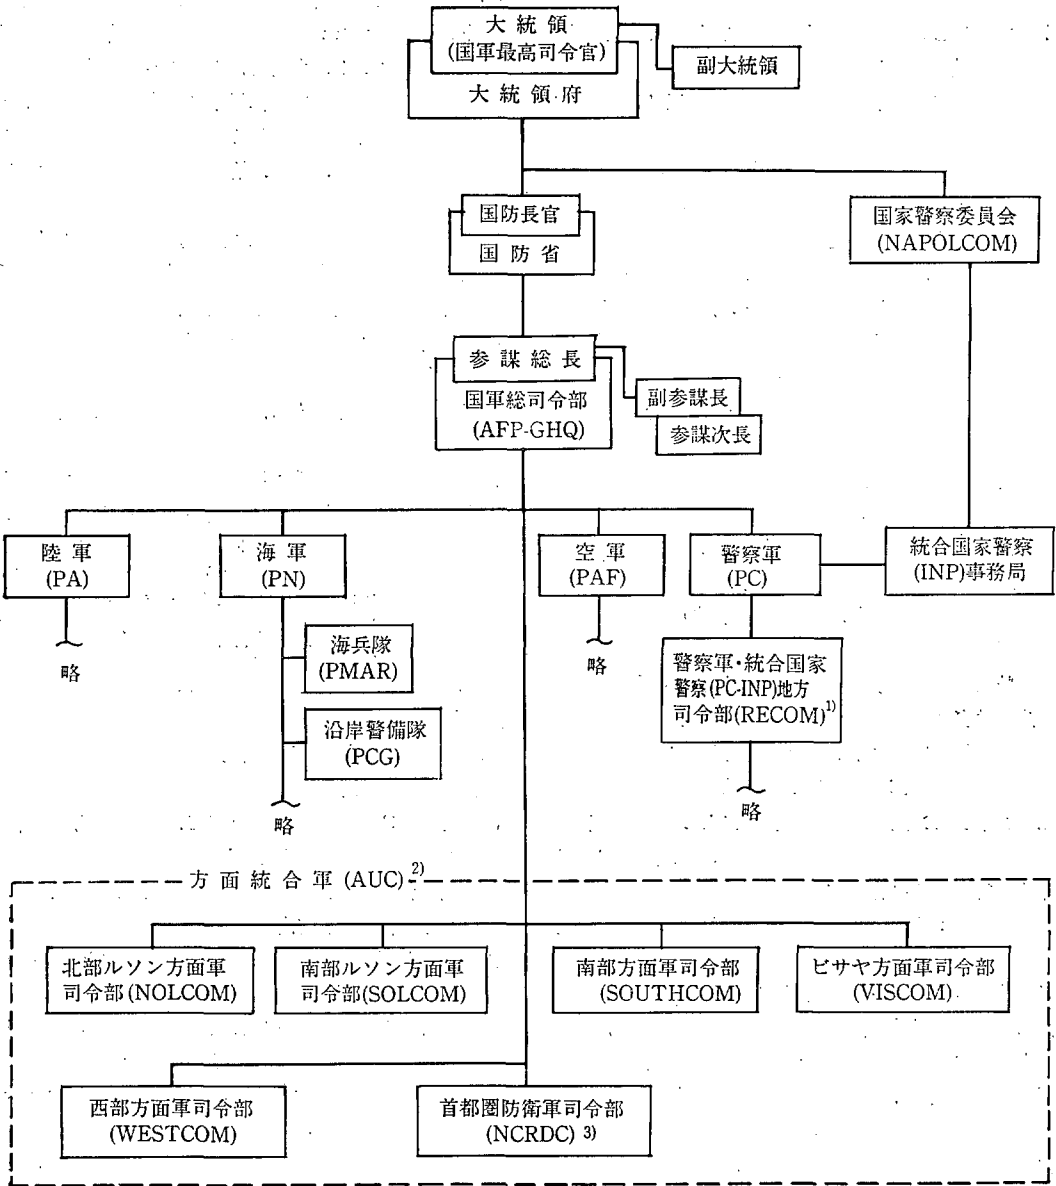 大統領
(国軍最高司令官)
副大統領
大統領府
国防長官
国防省
国家警察委員会
(NAPOLCOM)
参謀総長
国軍総司令部
(AFP-GHQ)
副参謀長
参謀次長
陸軍
(PA)
海軍
(PN)
空軍
(PAF)
警察軍
(PC)
統合国家警察
(INP)事務局
略
海兵隊
(PMAR)
沿岸警備隊
(PCG)
略
略
警察軍・統合国家
警察(PC-INP)地方
司令部(RECOM)1)
略
方面統合軍(AUC)2)
北部ルソン方面軍
司令部(NOLCOM)
南部ルソン方面軍
司令部(SOLCOM)
南部方面軍司令部
(SOUTHCOM)
ビサヤ方面軍司令部
(VISCOM)
西部方面軍司令部
(WESTCOM)
首都圏防衛軍司令部
(NCRDC) 3)